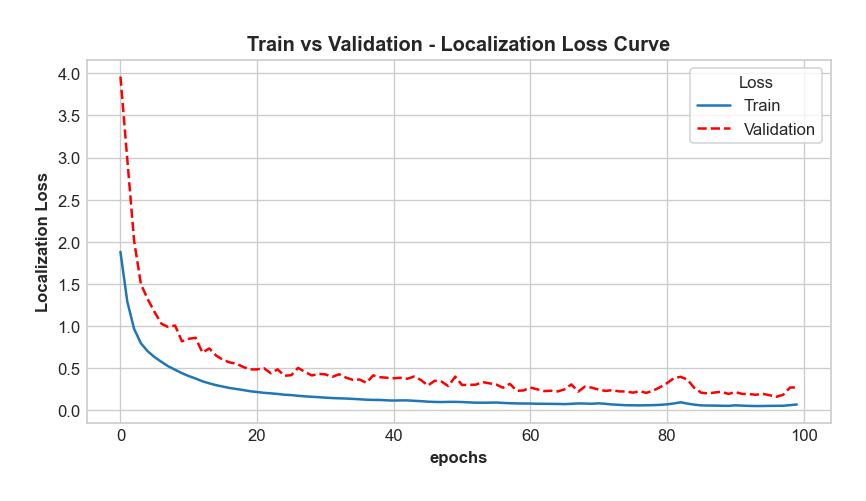 Train vs Validation - Localization Loss Curve
Loss
Train
Validation
Localization Loss
4.0
3.5
3.0
2.5
2.0
1.5
1.0
0.5
0.0
0 20 40 60 80 100
epochs